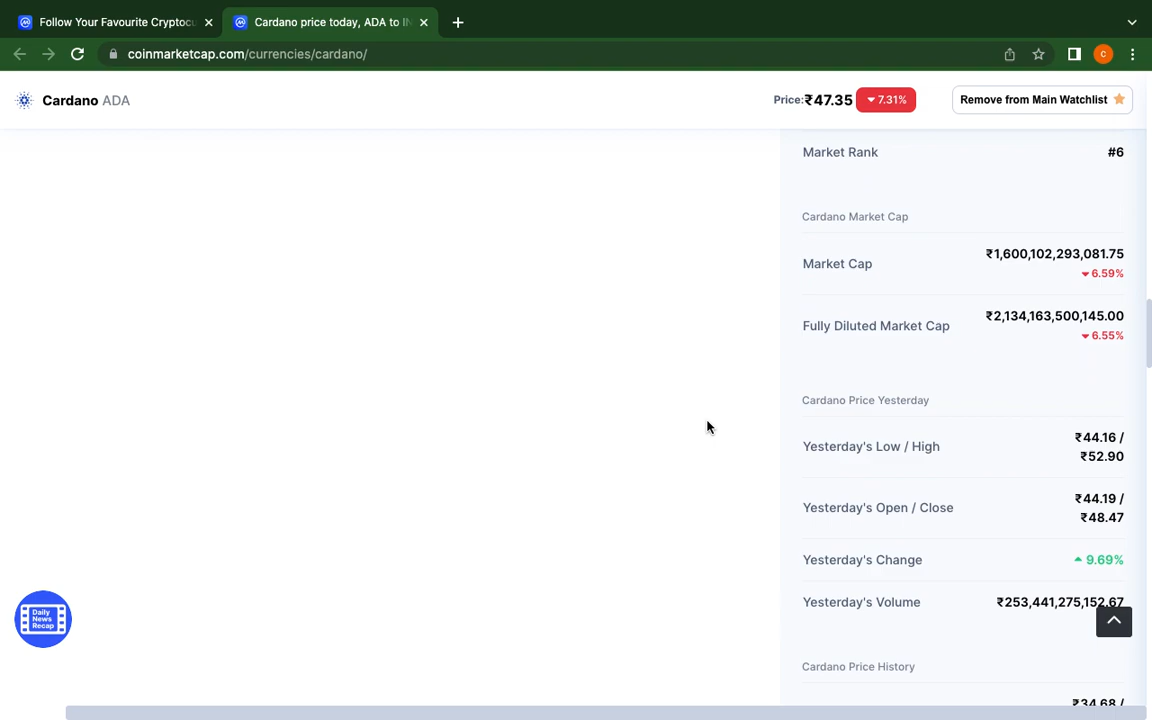 Follow Your Favourite Cryptocu
Cardano price today, ADA to IN
coinmarketcap.com/currencies/cardano/
C
Cardano ADA
Price:₹47.35
7.31%
Remove from Main Watchlist
Market Rank
#6
Cardano Market Cap
Market Cap
₹1,600,102,293,081.75
6.59%
Fully Diluted Market Cap
₹2,134,163,500,145.00
6.55%
Cardano Price Yesterday
Yesterday's Low / High
₹44.16 /
₹52.90
Yesterday's Open / Close
₹44.19 /
₹48.47
Yesterday's Change
9.69%
Yesterday's Volume
₹253,441,275,152.67
Daily
News
Recap
Cardano Price History
₹34.68 /